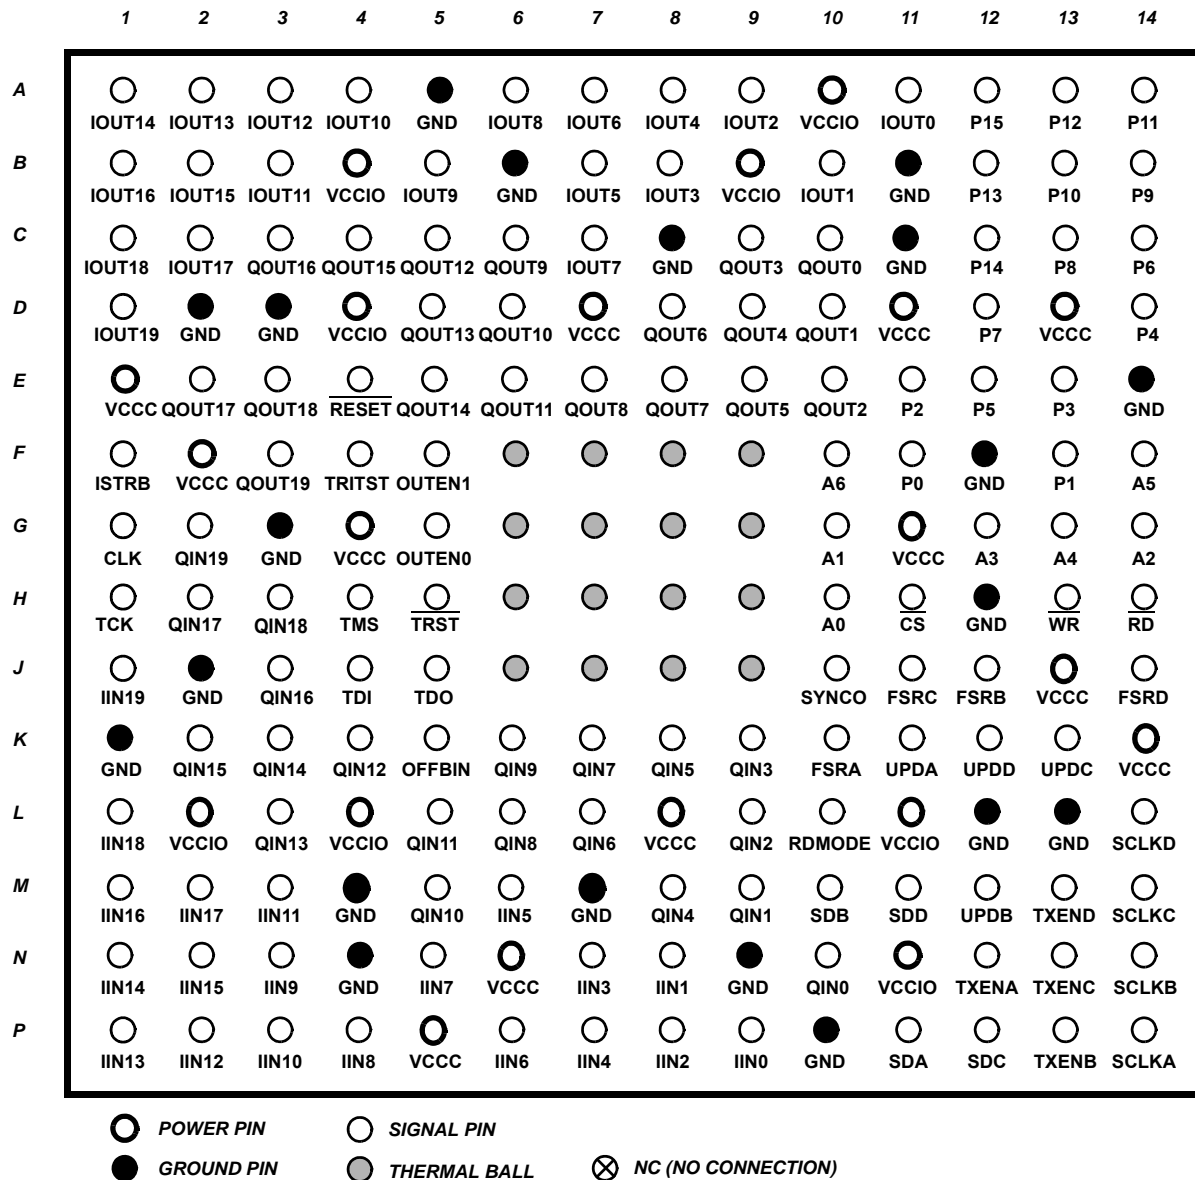 1 2 3 4 5 6 7 8 9 10 11 12 13 14
A
IOUT14 IOUT13 IOUT12 IOUT10 GND IOUT8 IOUT6 IOUT4 IOUT2 VCCIO IOUT0 P15 P12 P11
B
IOUT16 IOUT15 IOUT11 VCCIO IOUT9 GND IOUT5 IOUT3 VCCIO IOUT1 GND P13 P10 P9
C
IOUT18 IOUT17 QOUT16 QOUT15 QOUT12 QOUT9 IOUT7 GND QOUT3 QOUT0 GND P14 P8 P6
D
IOUT19 GND GND VCCIO QOUT13 QOUT10 VCCC QOUT6 QOUT4 QOUT1 VCCC P7 VCCC P4
E
VCCC QOUT17 QOUT18 RESET QOUT14 QOUT11 QOUT8 QOUT7 QOUT5 QOUT2 P2 P5 P3 GND
F
ISTRB VCCC QOUT19 TRITST OUTEN1 A6 P0 GND P1 A5
G
CLK QIN19 GND VCCC OUTEN0 A1 VCCC A3 A4 A2
H
TCK QIN17 QIN18 TMS TRST A0 CS GND WR RD
J
IIN19 GND QIN16 TDI TDO SYNCO FSRC FSRB VCCC FSRD
K
GND QIN15 QIN14 QIN12 OFFBIN QIN9 QIN7 QIN5 QIN3 FSRA UPDA UPDD UPDC VCCC
L
IIN18 VCCIO QIN13 VCCIO QIN11 QIN8 QIN6 VCCC QIN2 RDMODE VCCIO GND GND SCLKD
M
IIN16 IIN17 IIN11 GND QIN10 IIN5 GND QIN4 QIN1 SDB SDD UPDB TXEND SCLKC
N
IIN14 IIN15 IIN9 GND IIN7 VCCC IIN3 IIN1 GND QIN0 VCCIO TXENA TXENC SCLKB
P
IIN13 IIN12 IIN10 IIN8 VCCC IIN6 IIN4 IIN2 IIN0 GND SDA SDC TXENB SCLKA
POWER PIN SIGNAL PIN
GROUND PIN THERMAL BALL NC (NO CONNECTION)